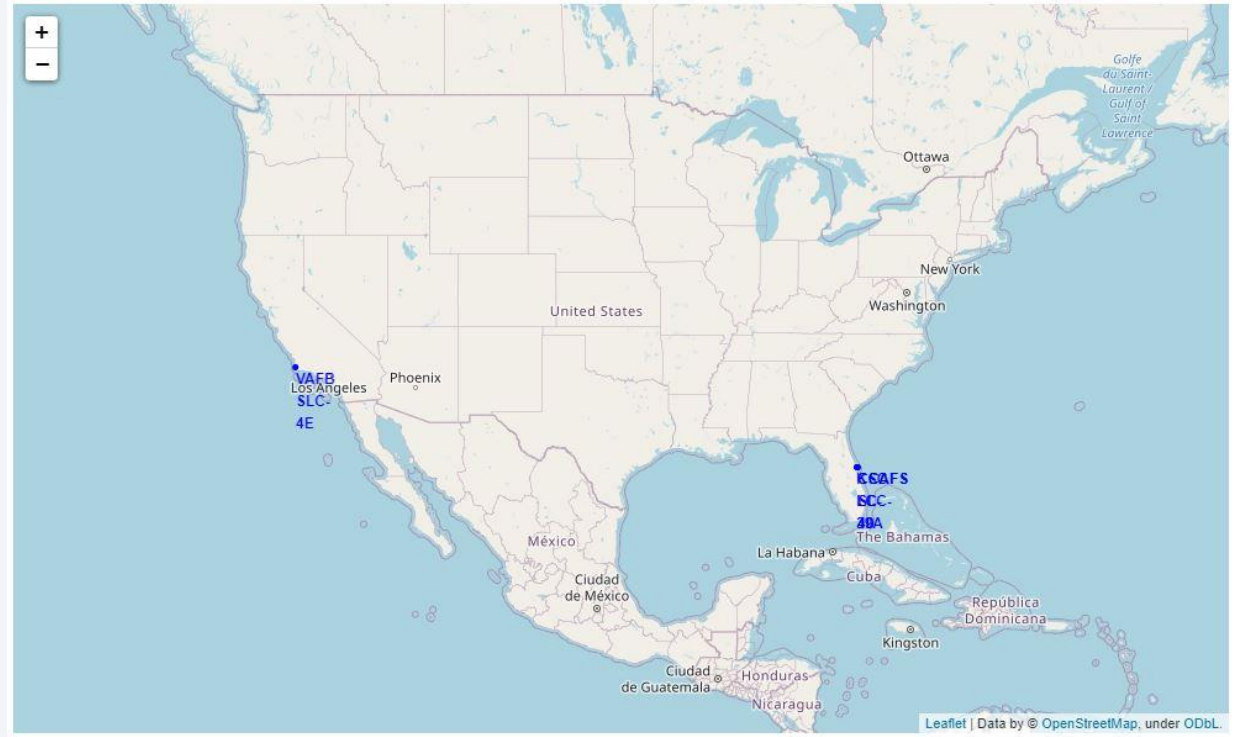 +
−
Golfe
du Saint-
Laurent /
Gulf of
Saint
Lawrence
Ottawa
New York
Washington
United States
Phoenix
VAFB
Los Angeles
SLC-
4E
CCAFS
The Bahamas
México
La Habana
Cuba
Ciudad
de México
República
Dominicana
Kingston
Ciudad
de Guatemala
Honduras
Nicaragua
Leaflet | Data by © OpenStreetMap, under ODbL.